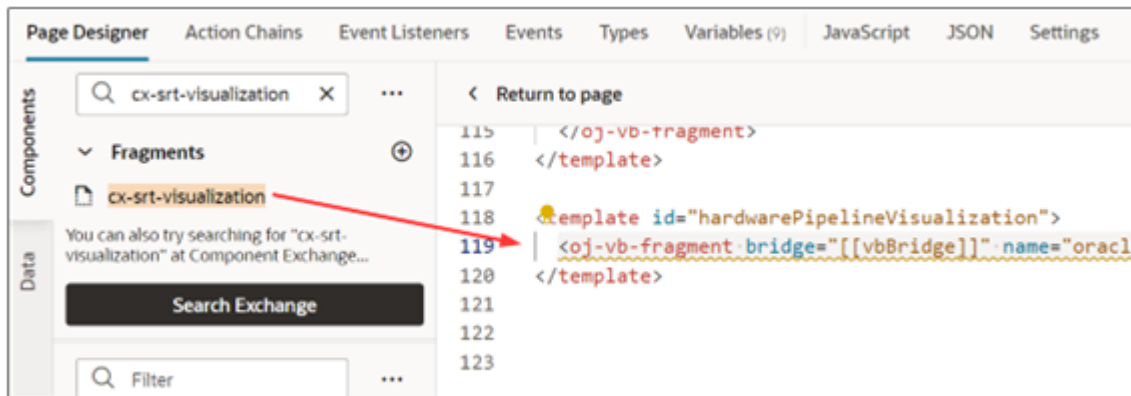 Page Designer Action Chains Event Listeners Events Types Variables (9) JavaScript JSON Settings
Components
Data
cx-srt-visualization × ...
Fragments
cx-srt-visualization
You can also try searching for "cx-srt-
visualization" at Component Exchange...
Search Exchange
Filter ...
Return to page
115 </oj-vb-fragment>
116 </template>
117
118 <template id="hardwarePipelineVisualization">
119 <oj-vb-fragment bridge="[[vbBridge]]" name="oracl
120 </template>
121
122
123